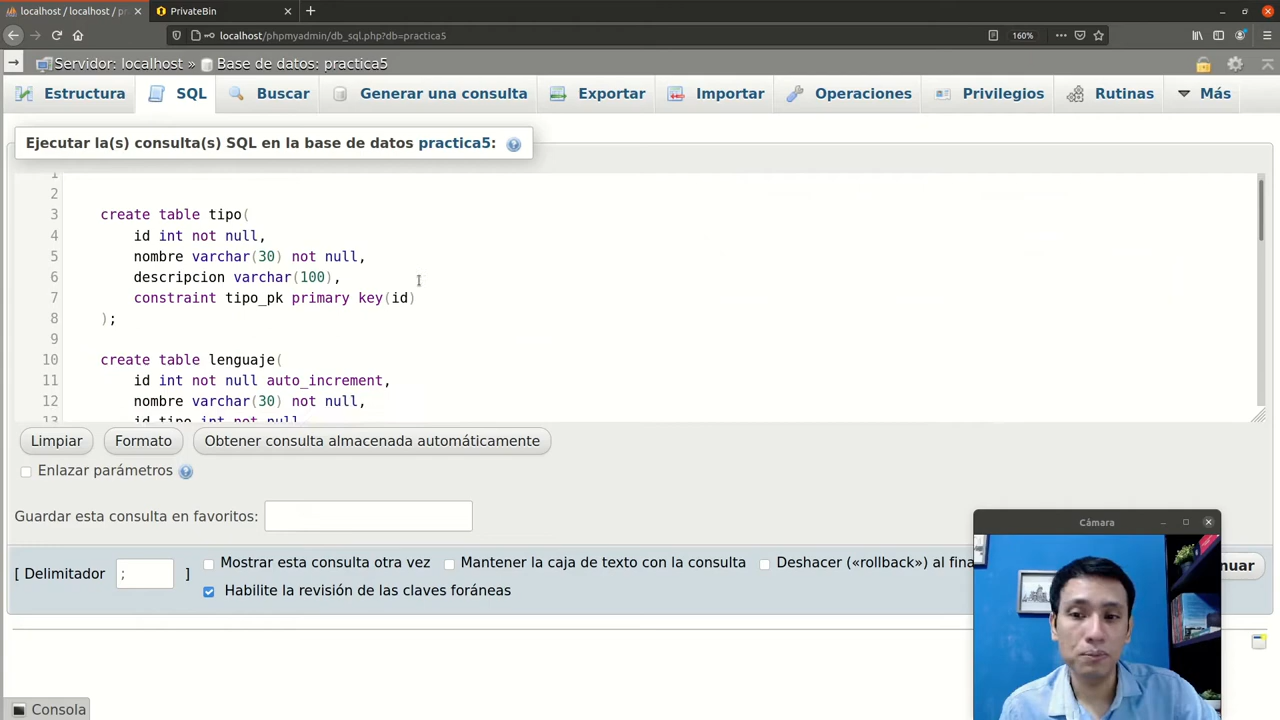 localhost / localhost / p
PrivateBin
localhost/phpmyadmin/db_sql.php?db=practica5
160%
Servidor: localhost » Base de datos: practica5
Estructura
SQL
Buscar
Generar una consulta
Exportar
Importar
Operaciones
Privilegios
Rutinas
Más
Ejecutar la(s) consulta(s) SQL en la base de datos practica5:
1
2
3 create table tipo(
4 id int not null,
5 nombre varchar(30) not null,
6 descripcion varchar(100),
7 constraint tipo_pk primary key(id)
8 );
9
10 create table lenguaje(
11 id int not null auto_increment,
12 nombre varchar(30) not null,
13 id_tipo int not null
Limpiar
Formato
Obtener consulta almacenada automáticamente
Enlazar parámetros
Guardar esta consulta en favoritos:
[ Delimitador ; ]
Mostrar esta consulta otra vez
Mantener la caja de texto con la consulta
Deshacer («rollback») al fina
nuar
Habilite la revisión de las claves foráneas
Cámara
Consola